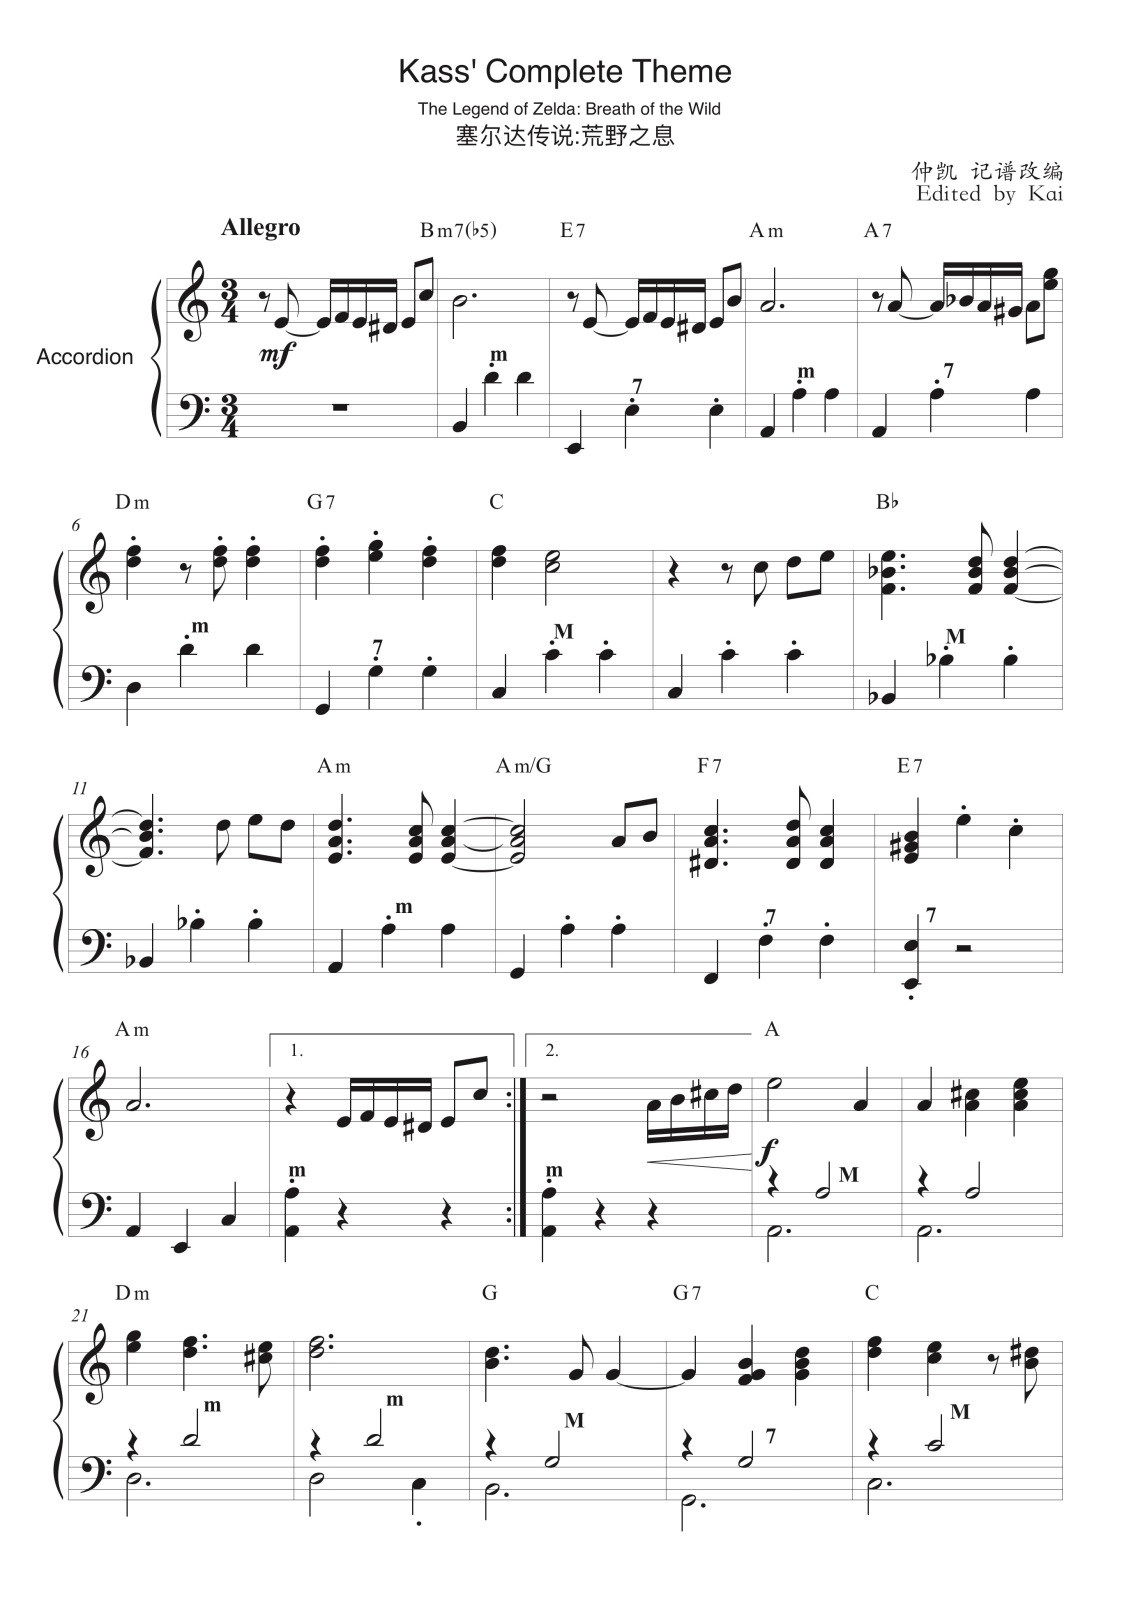 Kass' Complete Theme
The Legend of Zelda: Breath of the Wild
塞尔达传说:荒野之息
仲凯 记谱改编
Edited by Kai
Allegro Bm7(♭5) E7 Am A7
Accordion
3 4
mf
3 4
m 7 m 7
Dm G7 C B♭
6
m 7 M M
Am Am/G F7 E7
11
m 7 7
Am A
16
1. 2.
f
m m M
Dm G G7 C
21
m m M 7 M